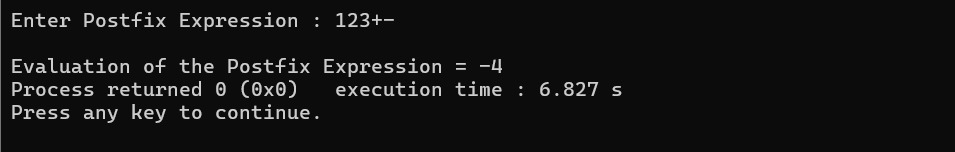 Enter Postfix Expression : 123+-
Evaluation of the Postfix Expression = -4
Process returned 0 (0x0)   execution time : 6.827 s
Press any key to continue.